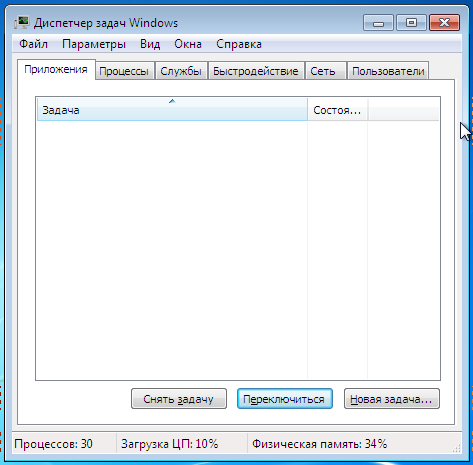 Диспетчер задач Windows
Файл Параметры Вид Окна Справка
Приложения Процессы Службы Быстродействие Сеть Пользователи
Задача Состоя...
Снять задачу Переключиться Новая задача...
Процессов: 30 Загрузка ЦП: 10% Физическая память: 34%